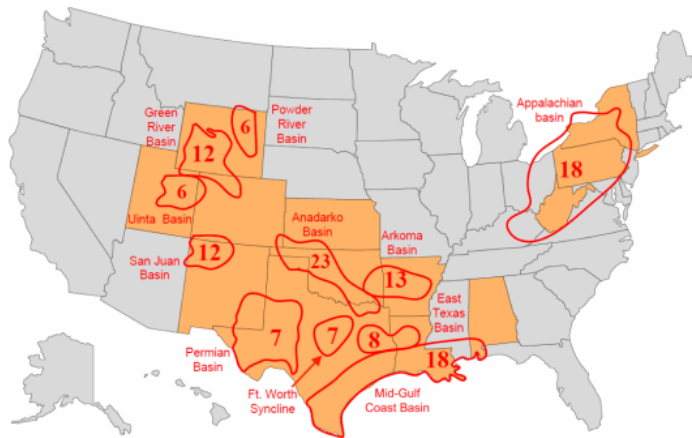 Green
River
Basin
Powder
River
Basin
Appalachian
basin
6
12
18
6
Uinta Basin
Anadarko
Basin
Arkoma
Basin
San Juan
Basin
12
23
13
East
Texas
Basin
7
7
8
18
Permian
Basin
Ft. Worth
Syncline
Mid-Gulf
Coast Basin